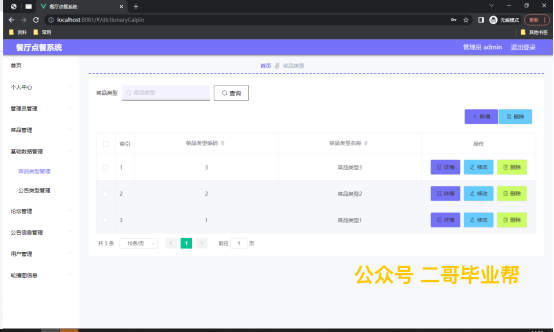 餐厅点餐系统
localhost:8081/#/dictionaryCaipin
无痕模式
更新
资料
常用
其他书签
餐厅点餐系统
管理员 admin
退出登录
首页
个人中心
管理员管理
菜品管理
基础数据管理
菜品类型管理
公告类型管理
论坛管理
公告信息管理
用户管理
轮播图信息
首页 菜品类型
菜品类型 菜品类型 查询
+ 新增 删除
索引 菜品类型编码 菜品类型名称 操作
1 3 菜品类型3 详情 修改 删除
2 2 菜品类型2 详情 修改 删除
3 1 菜品类型1 详情 修改 删除
共 3 条 10条/页 1 前往 1 页
公众号 二哥毕业帮